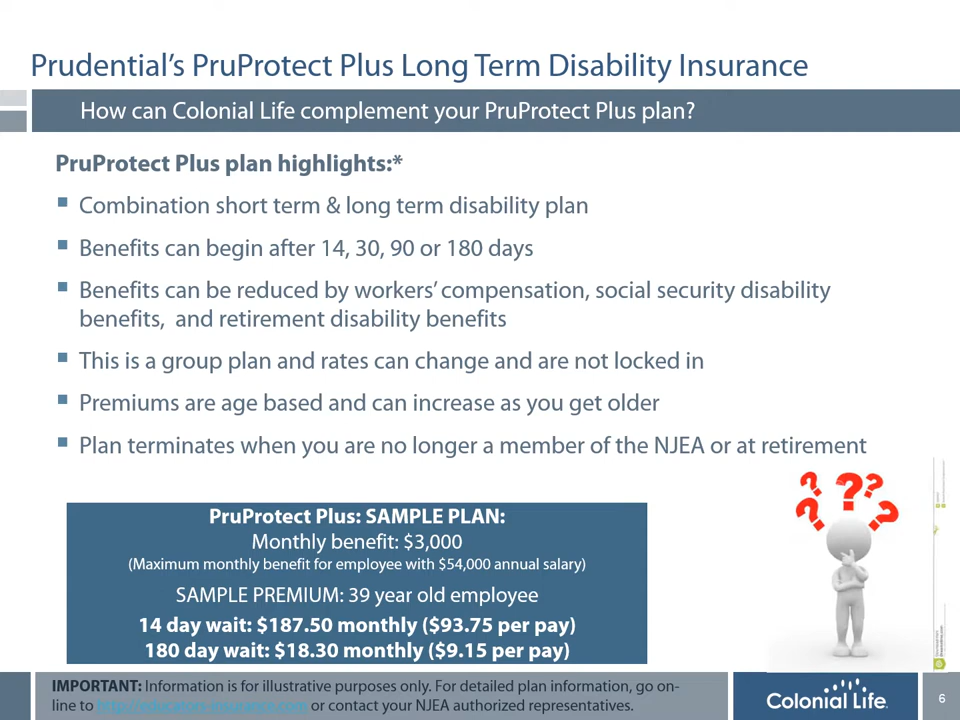 Prudential’s PruProtect Plus Long Term Disability Insurance
How can Colonial Life complement your PruProtect Plus plan?
PruProtect Plus plan highlights:*
▪ Combination short term & long term disability plan
▪ Benefits can begin after 14, 30, 90 or 180 days
▪ Benefits can be reduced by workers’ compensation, social security disability
benefits, and retirement disability benefits
▪ This is a group plan and rates can change and are not locked in
▪ Premiums are age based and can increase as you get older
▪ Plan terminates when you are no longer a member of the NJEA or at retirement
PruProtect Plus: SAMPLE PLAN:
Monthly benefit: $3,000
(Maximum monthly benefit for employee with $54,000 annual salary)
SAMPLE PREMIUM: 39 year old employee
14 day wait: $187.50 monthly ($93.75 per pay)
180 day wait: $18.30 monthly ($9.15 per pay)
? ? ? ? ?
IMPORTANT: Information is for illustrative purposes only. For detailed plan information, go on-
line to http://educators-insurance.com or contact your NJEA authorized representatives.
Colonial Life.
6